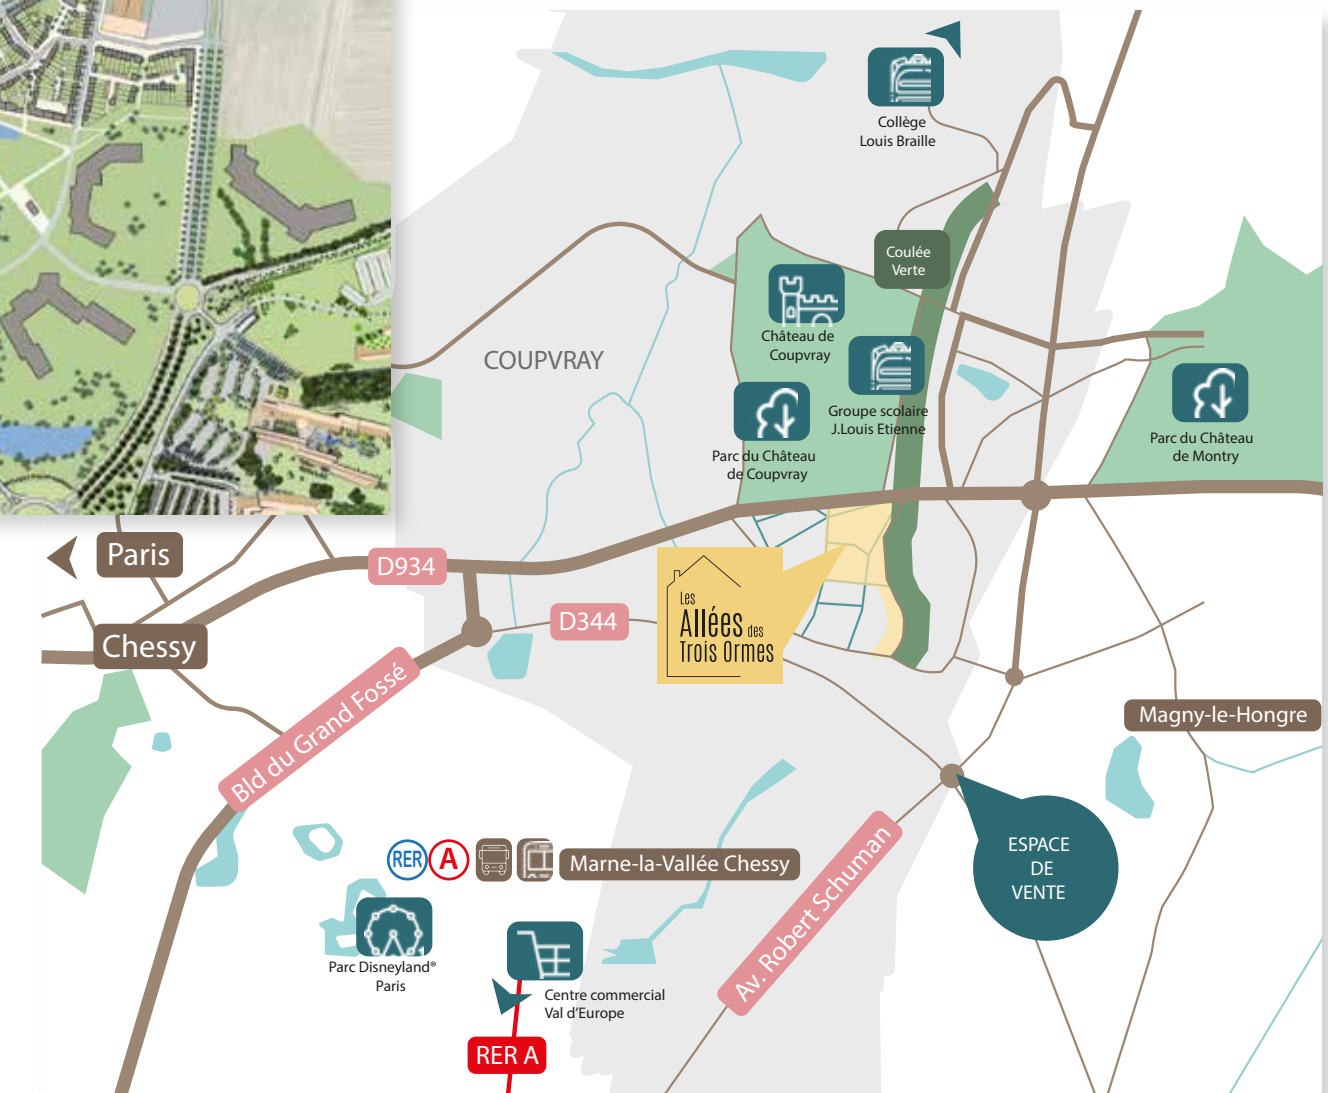 Collège
Louis Braille
Coulée
Verte
Château de
Coupvray
COUPVRAY
Groupe scolaire
J.Louis Etienne
Parc du Château
de Coupvray
Parc du Château
de Montry
Paris
D934
Chessy
D344
Les
Allées des
Trois Ormes
Bld du Grand Fossé
Magny-le-Hongre
ESPACE
DE
VENTE
RER A
Marne-la-Vallée Chessy
Av. Robert Schuman
Parc Disneyland®
Paris
Centre commercial
Val d'Europe
RER A